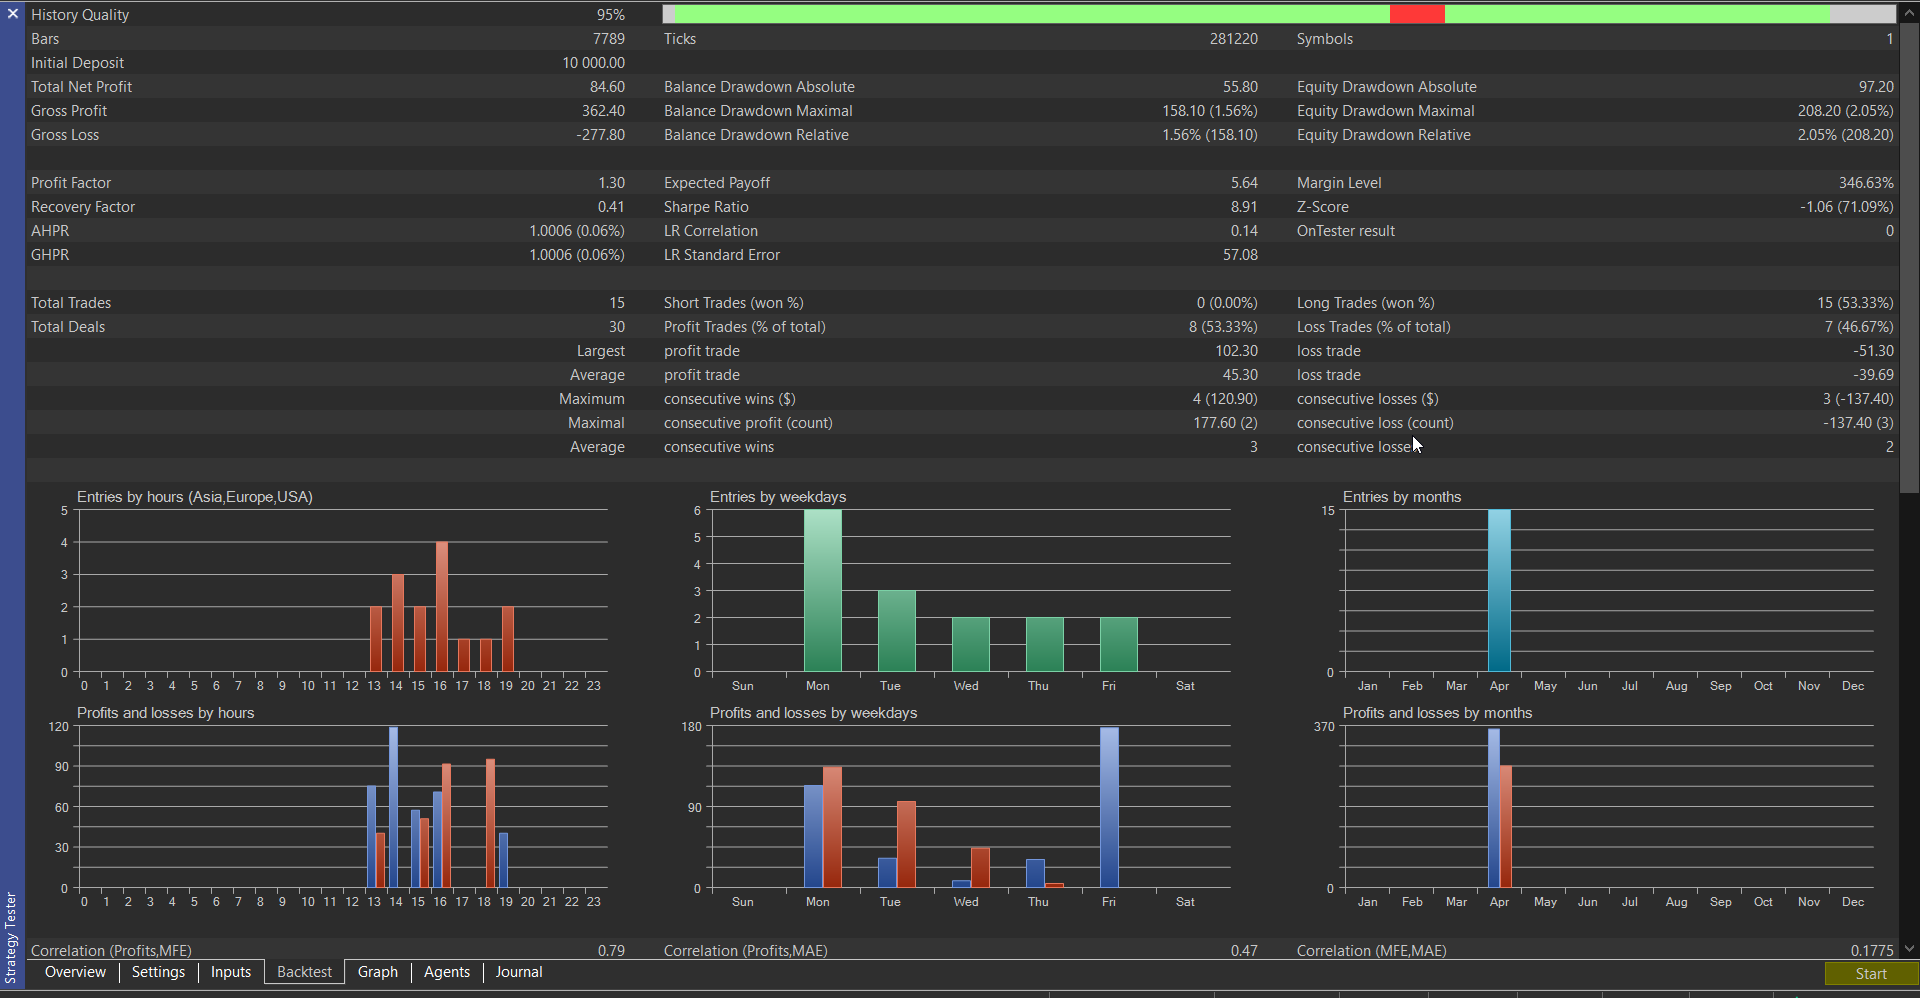 History Quality 95%
Bars 7789 Ticks 281220 Symbols 1
Initial Deposit 10 000.00
Total Net Profit 84.60 Balance Drawdown Absolute 55.80 Equity Drawdown Absolute 97.20
Gross Profit 362.40 Balance Drawdown Maximal 158.10 (1.56%) Equity Drawdown Maximal 208.20 (2.05%)
Gross Loss -277.80 Balance Drawdown Relative 1.56% (158.10) Equity Drawdown Relative 2.05% (208.20)
Profit Factor 1.30 Expected Payoff 5.64 Margin Level 346.63%
Recovery Factor 0.41 Sharpe Ratio 8.91 Z-Score -1.06 (71.09%)
AHPR 1.0006 (0.06%) LR Correlation 0.14 OnTester result 0
GHPR 1.0006 (0.06%) LR Standard Error 57.08
Total Trades 15 Short Trades (won %) 0 (0.00%) Long Trades (won %) 15 (53.33%)
Total Deals 30 Profit Trades (% of total) 8 (53.33%) Loss Trades (% of total) 7 (46.67%)
Largest profit trade 102.30 loss trade -51.30
Average profit trade 45.30 loss trade -39.69
Maximum consecutive wins ($) 4 (120.90) consecutive losses ($) 3 (-137.40)
Maximal consecutive profit (count) 177.60 (2) consecutive loss (count) -137.40 (3)
Average consecutive wins 3 consecutive losse 2
Entries by hours (Asia,Europe,USA)
5
4
3
2
1
0
0 1 2 3 4 5 6 7 8 9 10 11 12 13 14 15 16 17 18 19 20 21 22 23
Entries by weekdays
6
5
4
3
2
1
0
Sun Mon Tue Wed Thu Fri Sat
Entries by months
15
0
Jan Feb Mar Apr May Jun Jul Aug Sep Oct Nov Dec
Profits and losses by hours
120
90
60
30
0
0 1 2 3 4 5 6 7 8 9 10 11 12 13 14 15 16 17 18 19 20 21 22 23
Profits and losses by weekdays
180
90
0
Sun Mon Tue Wed Thu Fri Sat
Profits and losses by months
370
0
Jan Feb Mar Apr May Jun Jul Aug Sep Oct Nov Dec
Correlation (Profits,MFE) 0.79 Correlation (Profits,MAE) 0.47 Correlation (MFE,MAE) 0.1775
Overview Settings Inputs Backtest Graph Agents Journal
Start
Strategy Tester